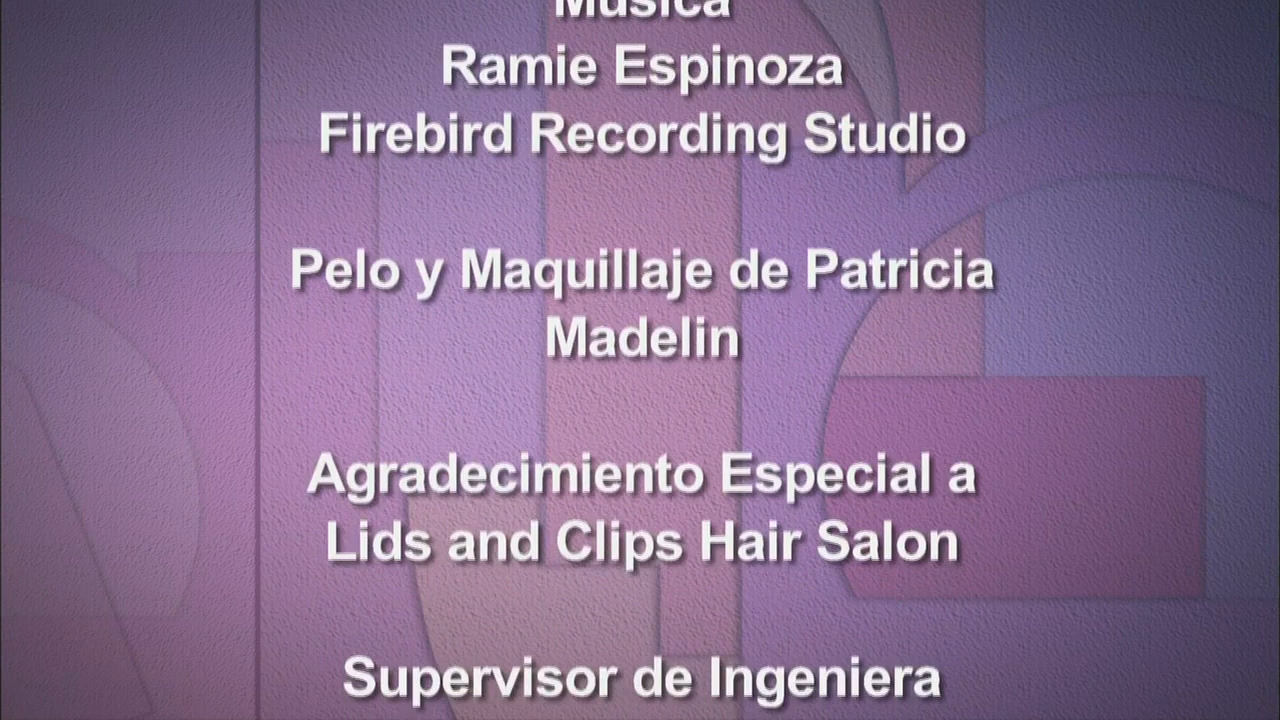 Musica
Ramie Espinoza
Firebird Recording Studio
Pelo y Maquillaje de Patricia
Madelin
Agradecimiento Especial a
Lids and Clips Hair Salon
Supervisor de Ingeniera